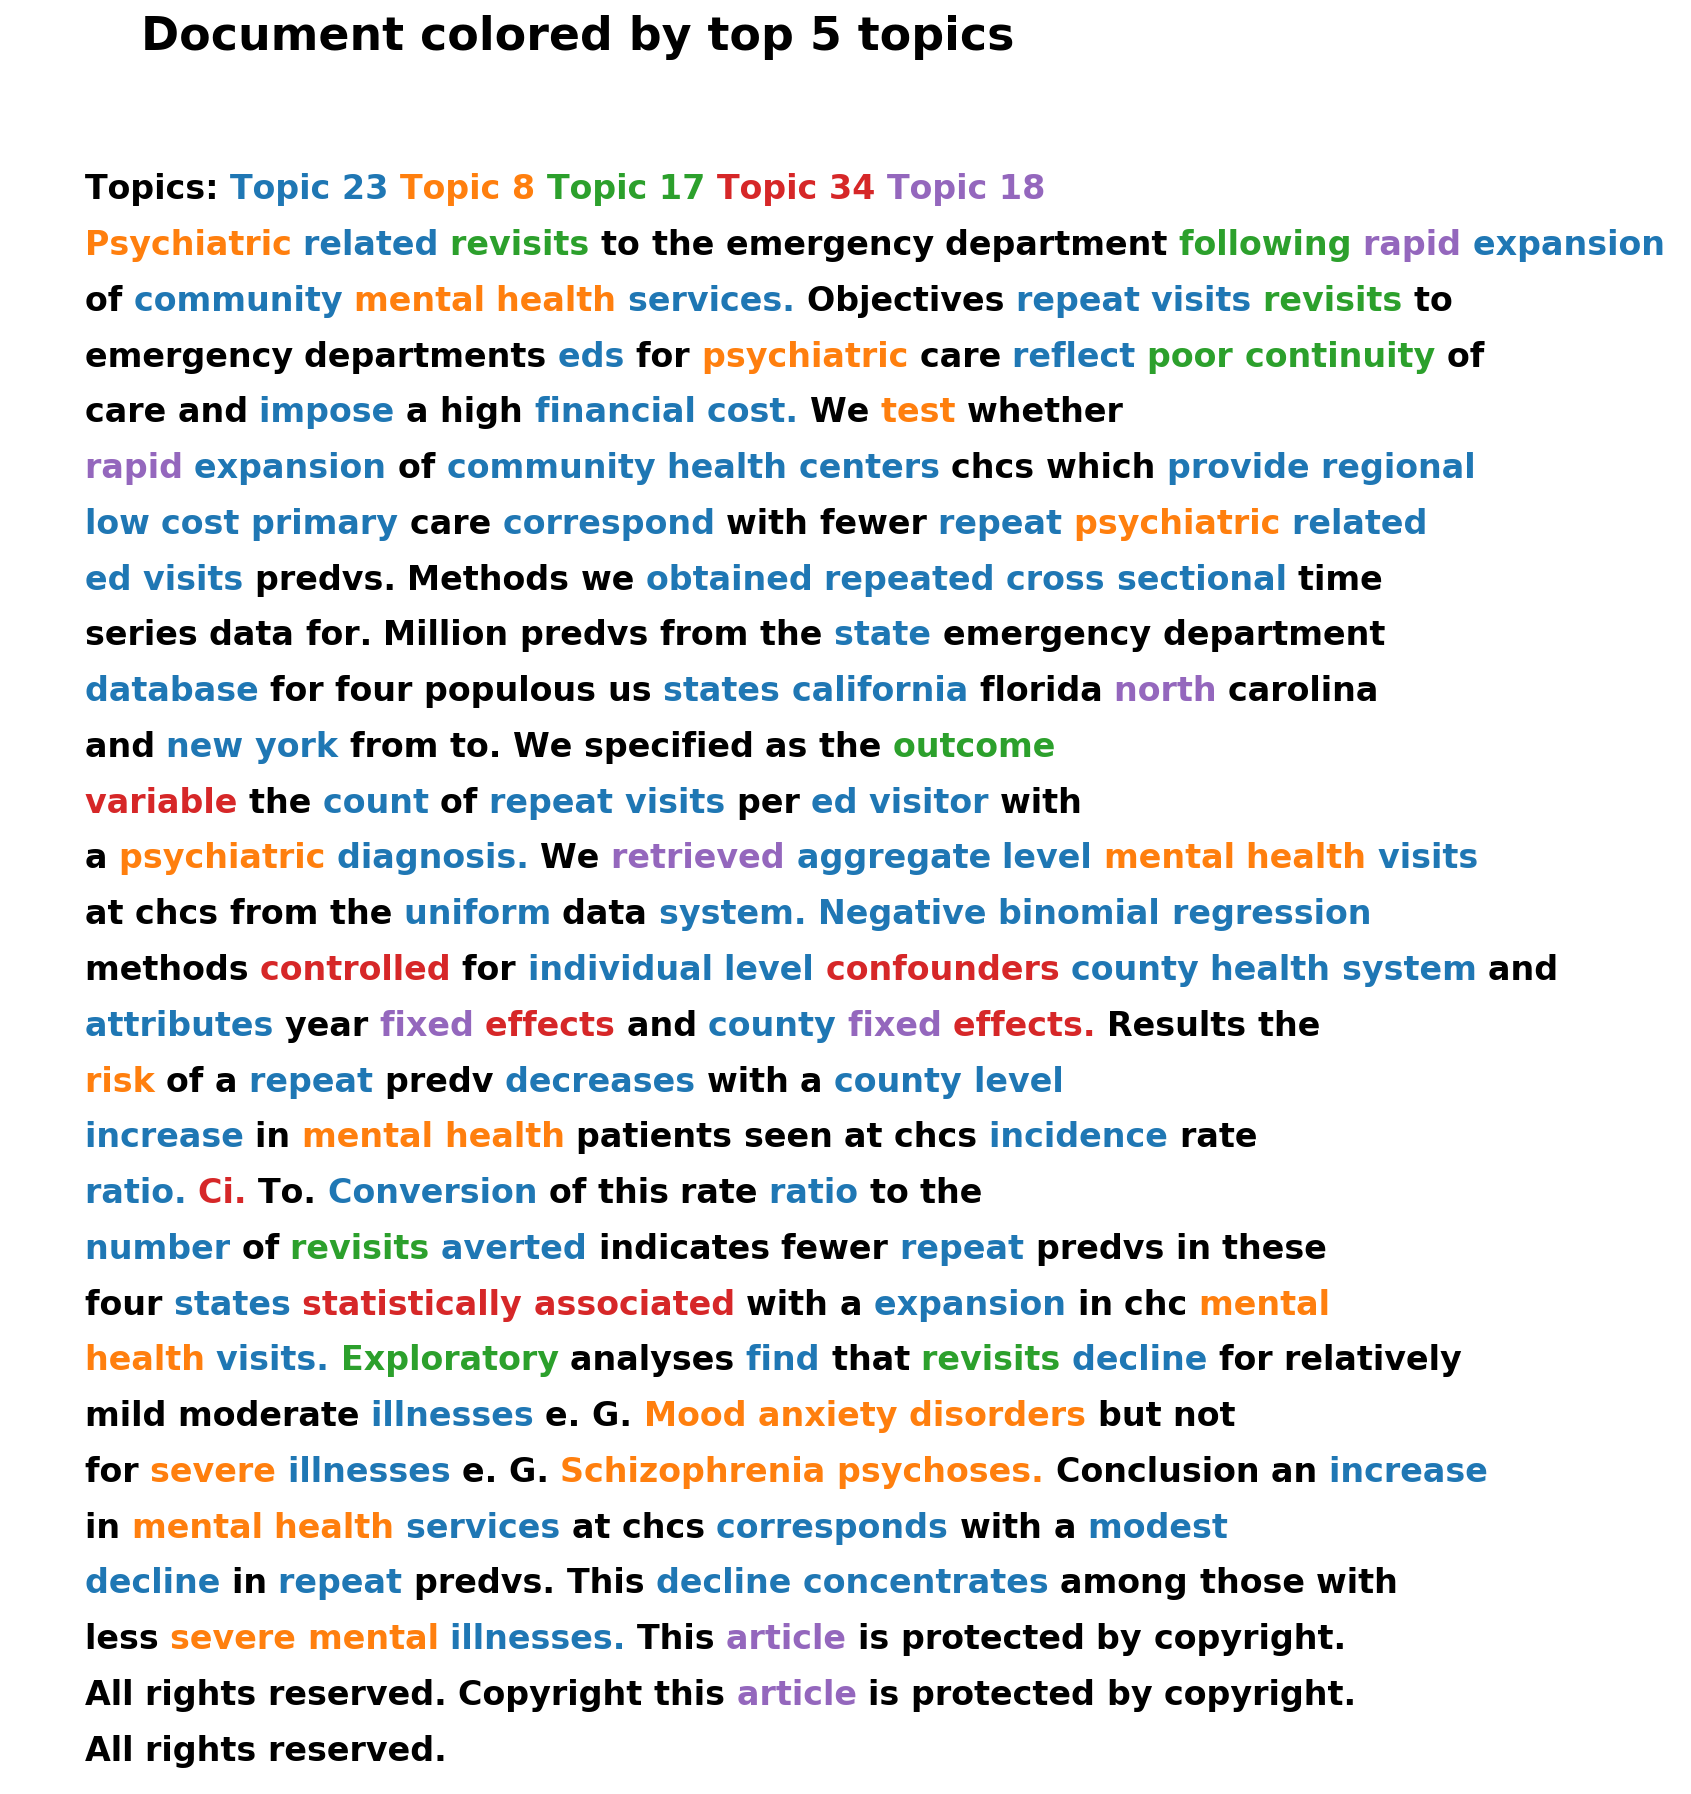 Document colored by top 5 topics
Topics: Topic 23 Topic 8 Topic 17 Topic 34 Topic 18
Psychiatric related revisits to the emergency department following rapid expansion
of community mental health services. Objectives repeat visits revisits to
emergency departments eds for psychiatric care reflect poor continuity of
care and impose a high financial cost. We test whether
rapid expansion of community health centers chcs which provide regional
low cost primary care correspond with fewer repeat psychiatric related
ed visits predvs. Methods we obtained repeated cross sectional time
series data for. Million predvs from the state emergency department
database for four populous us states california florida north carolina
and new york from to. We specified as the outcome
variable the count of repeat visits per ed visitor with
a psychiatric diagnosis. We retrieved aggregate level mental health visits
at chcs from the uniform data system. Negative binomial regression
methods controlled for individual level confounders county health system and
attributes year fixed effects and county fixed effects. Results the
risk of a repeat predv decreases with a county level
increase in mental health patients seen at chcs incidence rate
ratio. Ci. To. Conversion of this rate ratio to the
number of revisits averted indicates fewer repeat predvs in these
four states statistically associated with a expansion in chc mental
health visits. Exploratory analyses find that revisits decline for relatively
mild moderate illnesses e. G. Mood anxiety disorders but not
for severe illnesses e. G. Schizophrenia psychoses. Conclusion an increase
in mental health services at chcs corresponds with a modest
decline in repeat predvs. This decline concentrates among those with
less severe mental illnesses. This article is protected by copyright.
All rights reserved. Copyright this article is protected by copyright.
All rights reserved.